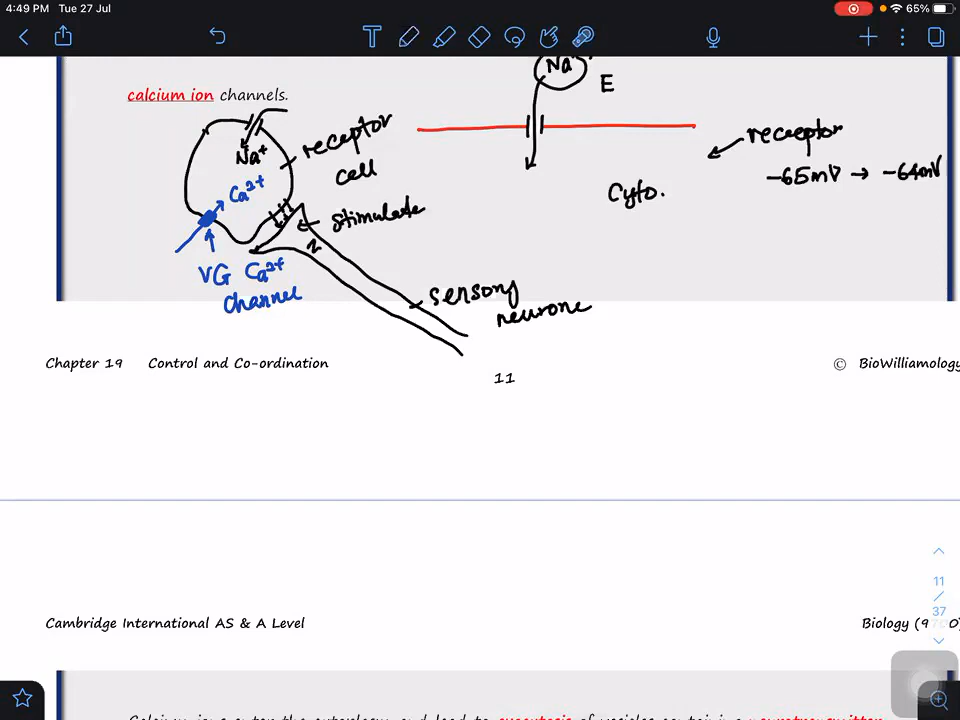 4:49 PM Tue 27 Jul
65%
calcium ion channels.
Na
E
Na+
receptor
cell
receptor
-65mV → -64mV
Ca2+
Cyto.
stimulate
VG Ca2+
channel
sensory
neurone
Chapter 19 Control and Co-ordination
© BioWilliamology
11
11
/
37
Cambridge International AS & A Level
Biology (9700)